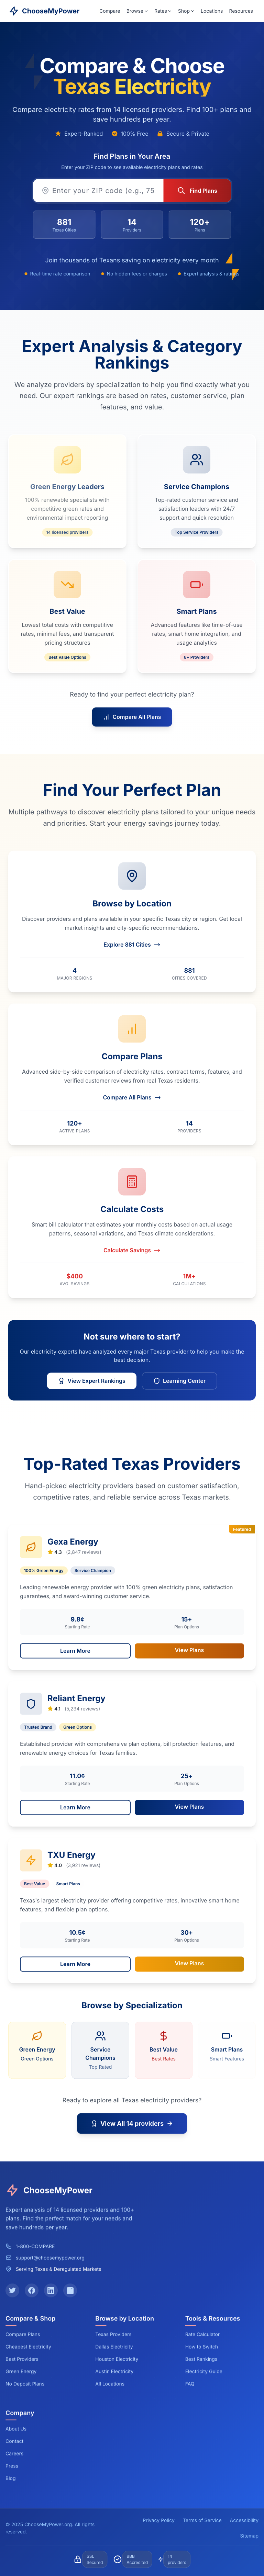 ChooseMyPower
Compare Browse Rates Shop Locations Resources
Compare & Choose
Texas Electricity
Compare electricity rates from 14 licensed providers. Find 100+ plans and
save hundreds per year.
Expert-Ranked 100% Free Secure & Private
Find Plans in Your Area
Enter your ZIP code to see available electricity plans and rates
Enter your ZIP code (e.g., 75
Find Plans
881
Texas Cities
14
Providers
120+
Plans
Join thousands of Texans saving on electricity every month
Real-time rate comparison No hidden fees or charges Expert analysis & ratings
Expert Analysis & Category
Rankings
We analyze providers by specialization to help you find exactly what you
need. Our expert rankings are based on rates, customer service, plan
features, and value.
Green Energy Leaders
100% renewable specialists with
competitive green rates and
environmental impact reporting
14 licensed providers
Service Champions
Top-rated customer service and
satisfaction leaders with 24/7
support and quick resolution
Top Service Providers
Best Value
Lowest total costs with competitive
rates, minimal fees, and transparent
pricing structures
Best Value Options
Smart Plans
Advanced features like time-of-use
rates, smart home integration, and
usage analytics
8+ Providers
Ready to find your perfect electricity plan?
Compare All Plans
Find Your Perfect Plan
Multiple pathways to discover electricity plans tailored to your unique needs
and priorities. Start your energy savings journey today.
Browse by Location
Discover providers and plans available in your specific Texas city or region. Get local
market insights and city-specific recommendations.
Explore 881 Cities →
4
MAJOR REGIONS
881
CITIES COVERED
Compare Plans
Advanced side-by-side comparison of electricity rates, contract terms, features, and
verified customer reviews from real Texas residents.
Compare All Plans →
120+
ACTIVE PLANS
14
PROVIDERS
Calculate Costs
Smart bill calculator that estimates your monthly costs based on actual usage
patterns, seasonal variations, and Texas climate considerations.
Calculate Savings →
$400
AVG. SAVINGS
1M+
CALCULATIONS
Not sure where to start?
Our electricity experts have analyzed every major Texas provider to help you make the
best decision.
View Expert Rankings
Learning Center
Top-Rated Texas Providers
Hand-picked electricity providers based on customer satisfaction,
competitive rates, and reliable service across Texas markets.
Featured
Gexa Energy
4.3 (2,847 reviews)
100% Green Energy Service Champion
Leading renewable energy provider with 100% green electricity plans, satisfaction
guarantees, and award-winning customer service.
9.8¢
Starting Rate
15+
Plan Options
Learn More
View Plans
Reliant Energy
4.1 (5,234 reviews)
Trusted Brand Green Options
Established provider with comprehensive plan options, bill protection features, and
renewable energy choices for Texas families.
11.0¢
Starting Rate
25+
Plan Options
Learn More
View Plans
TXU Energy
4.0 (3,921 reviews)
Best Value Smart Plans
Texas's largest electricity provider offering competitive rates, innovative smart home
features, and flexible plan options.
10.5¢
Starting Rate
30+
Plan Options
Learn More
View Plans
Browse by Specialization
Green Energy
Green Options
Service
Champions
Top Rated
Best Value
Best Rates
Smart Plans
Smart Features
Ready to explore all Texas electricity providers?
View All 14 providers →
ChooseMyPower
Expert analysis of 14 licensed providers and 100+
plans. Find the perfect match for your needs and
save hundreds per year.
1-800-COMPARE
support@choosemypower.org
Serving Texas & Deregulated Markets
Compare & Shop
Compare Plans
Cheapest Electricity
Best Providers
Green Energy
No Deposit Plans
Browse by Location
Texas Providers
Dallas Electricity
Houston Electricity
Austin Electricity
All Locations
Tools & Resources
Rate Calculator
How to Switch
Best Rankings
Electricity Guide
FAQ
Company
About Us
Contact
Careers
Press
Blog
© 2025 ChooseMyPower.org. All rights
reserved.
Privacy Policy Terms of Service Accessibility
Sitemap
SSL
Secured
BBB
Accredited
14
providers